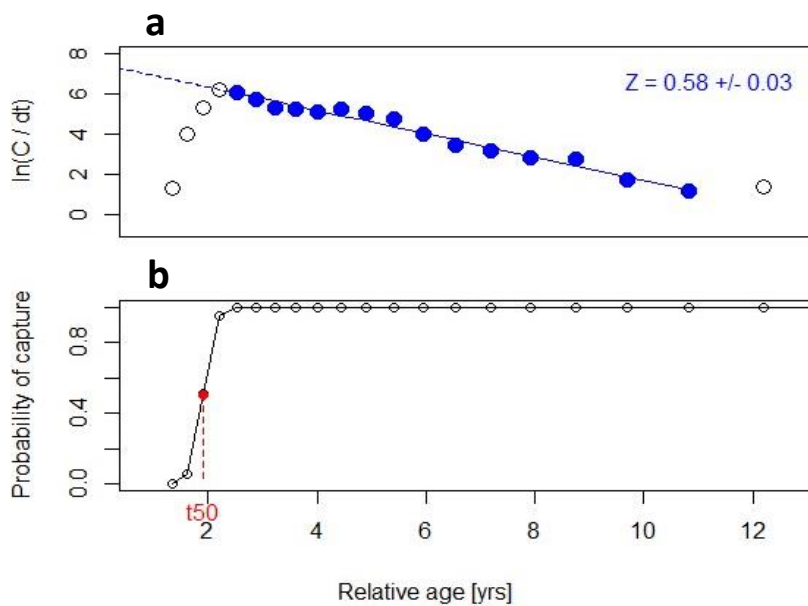 a
8
6
4
2
0
ln(C / dt)
Z = 0.58 +/- 0.03
b
0.8
0.4
0.0
Probability of capture
t50
2 4 6 8 10 12
Relative age [yrs]